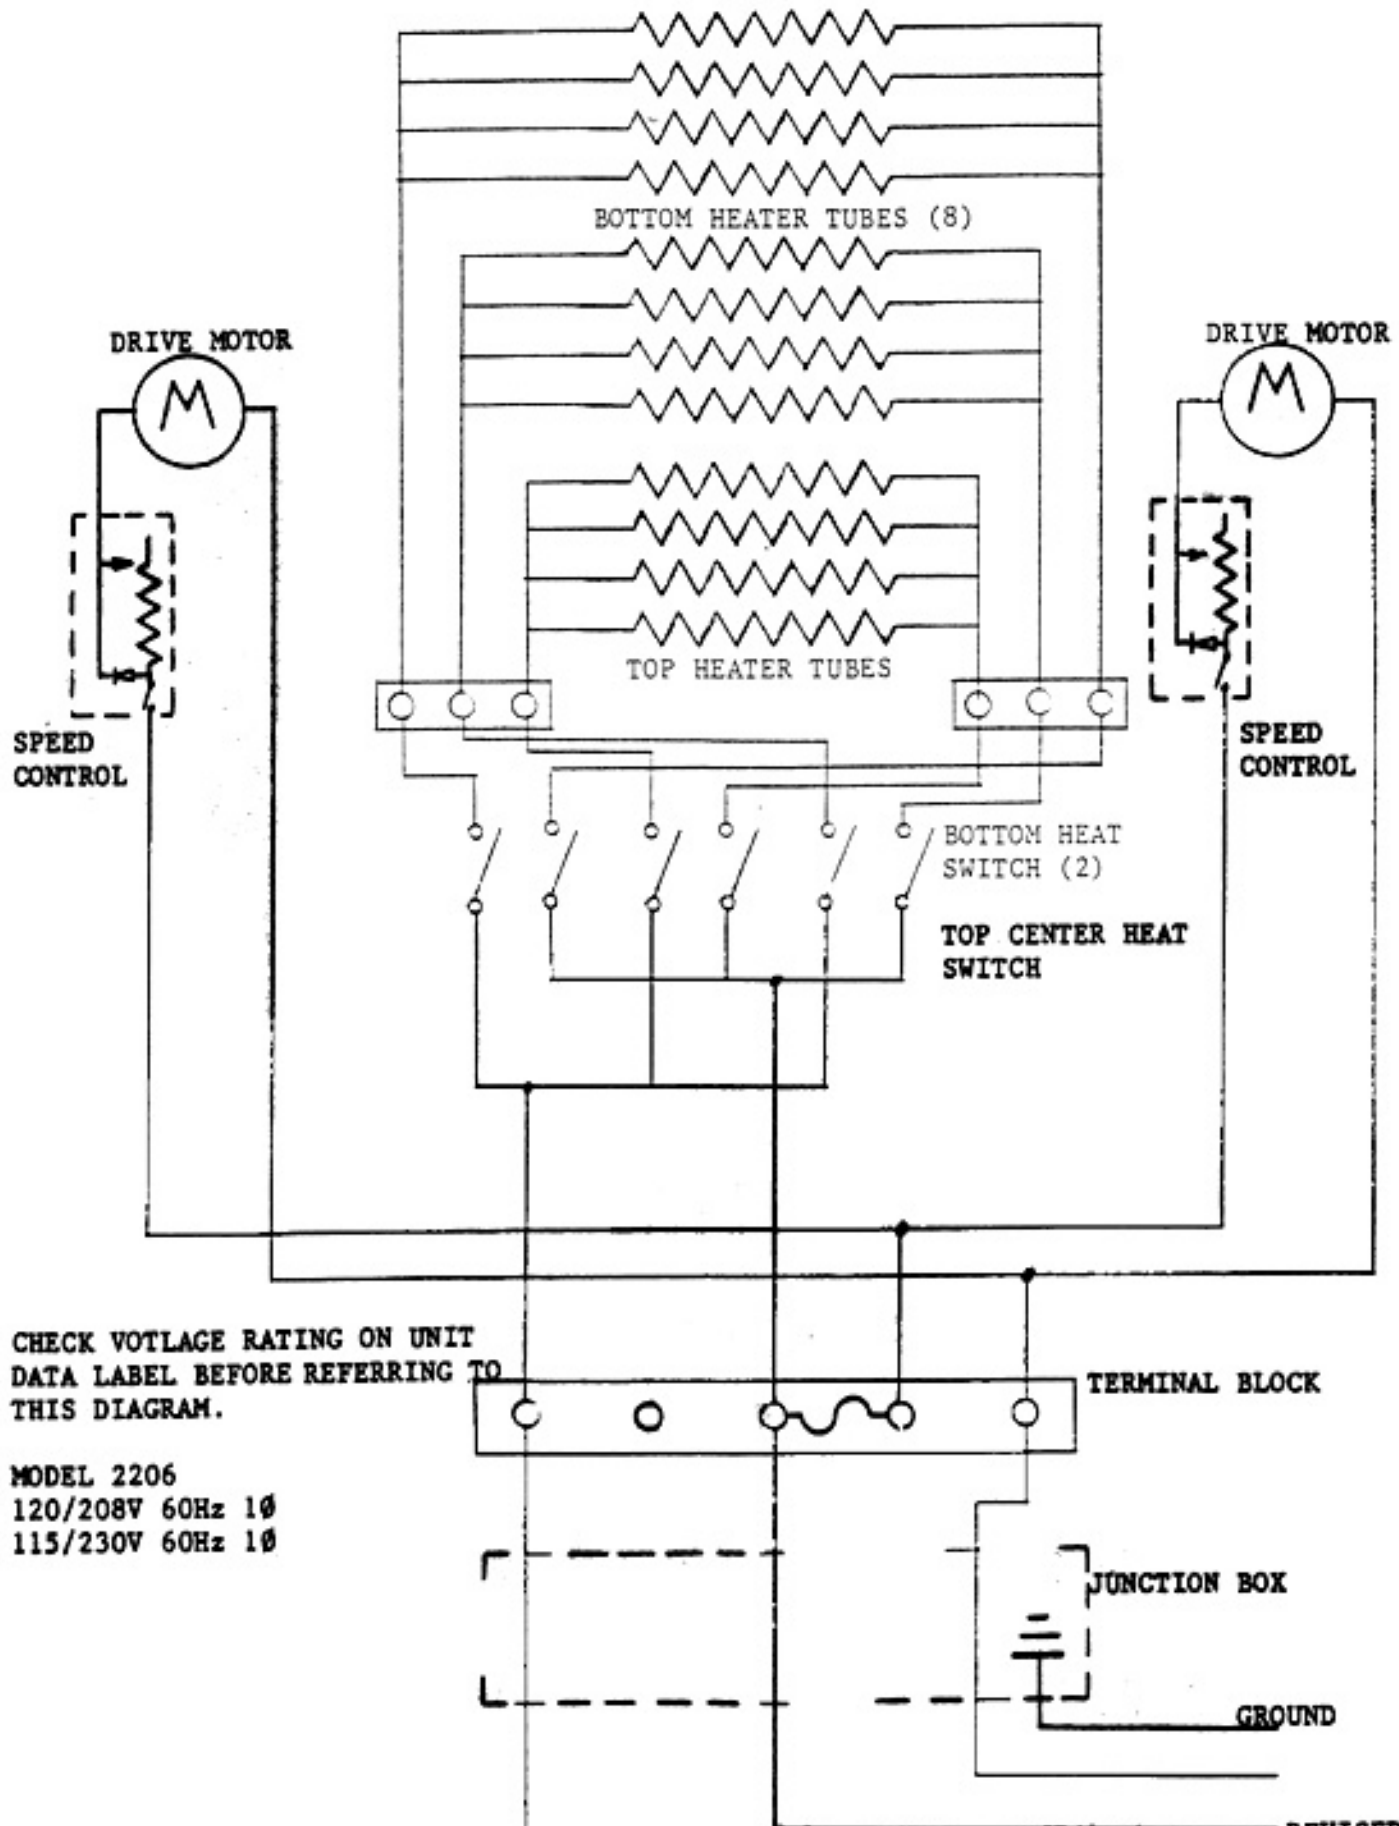 BOTTOM HEATER TUBES (8)
DRIVE MOTOR
DRIVE MOTOR
M
M
TOP HEATER TUBES
SPEED
CONTROL
SPEED
CONTROL
BOTTOM HEAT
SWITCH (2)
TOP CENTER HEAT
SWITCH
CHECK VOTLAGE RATING ON UNIT
DATA LABEL BEFORE REFERRING TO
THIS DIAGRAM.
TERMINAL BLOCK
MODEL 2206
120/208V 60Hz 1Ø
115/230V 60Hz 1Ø
JUNCTION BOX
GROUND